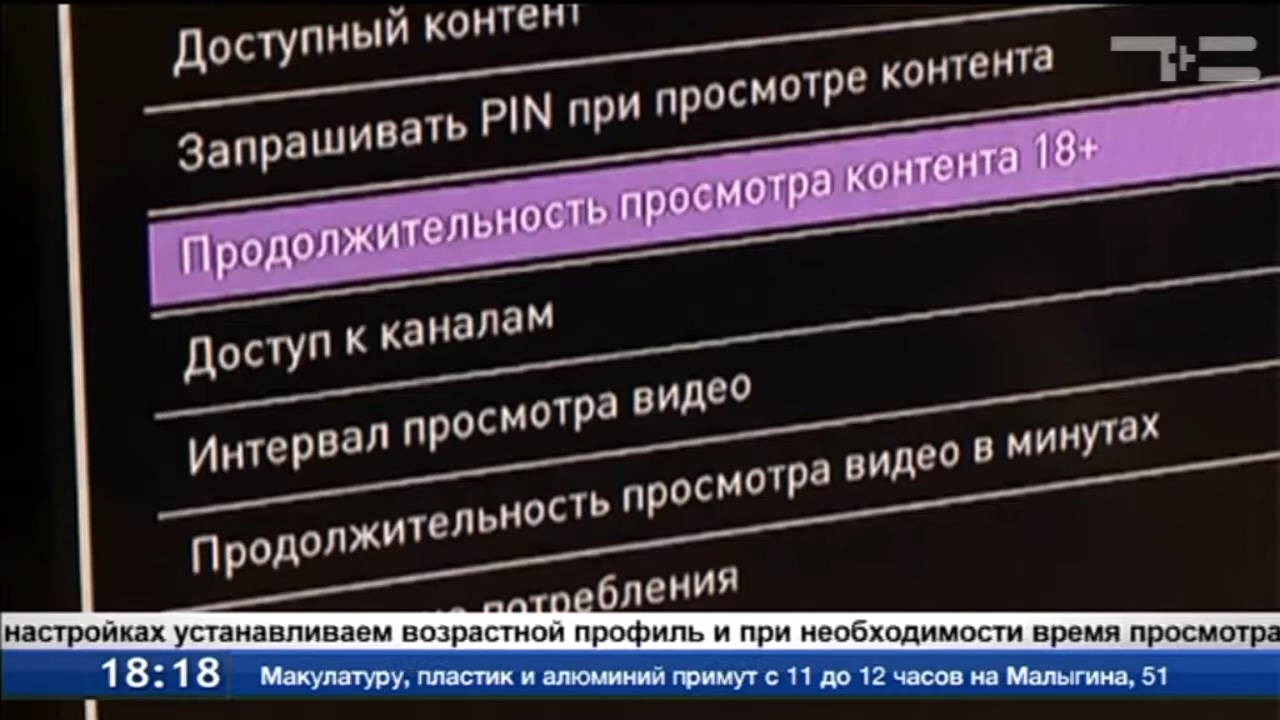 Доступный контент
Запрашивать PIN при просмотре контента
Продолжительность просмотра контента 18+
Доступ к каналам
Интервал просмотра видео
Продолжительность просмотра видео в минутах
потребления
настройках устанавливаем возрастной профиль и при необходимости время просмотра
18:18 Макулатуру, пластик и алюминий примут с 11 до 12 часов на Малыгина, 51